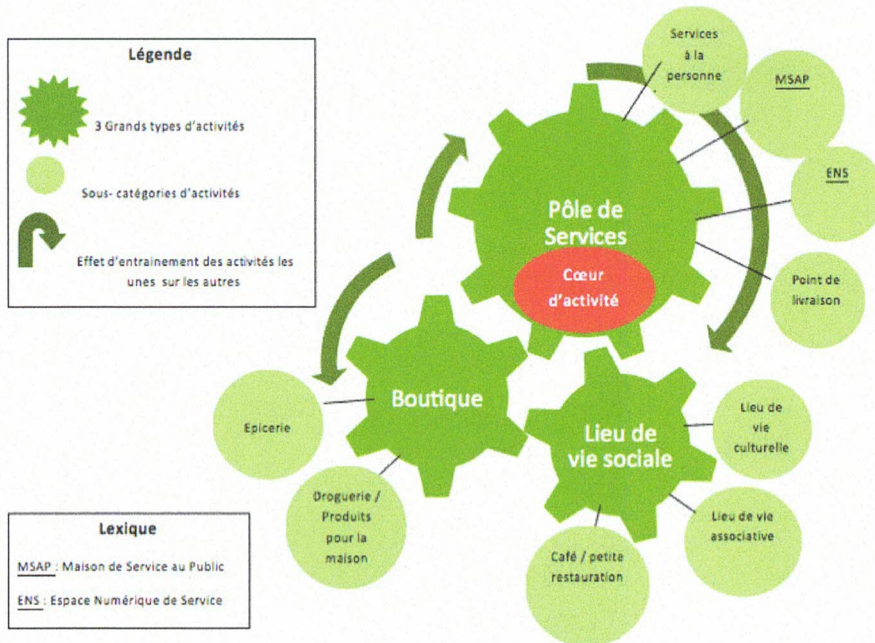 Légende
3 Grands types d'activités
Sous- catégories d'activités
Effet d'entrainement des activités les
unes sur les autres
Services
à la
personne
MSAP
ENS
Point de
livraison
Pôle de
Services
Cœur
d'activité
Boutique
Epicerie
Droguerie /
Produits
pour la
maison
Lieu de
vie sociale
Lieu de
vie
culturelle
Lieu de vie
associative
Café / petite
restauration
Lexique
MSAP : Maison de Service au Public
ENS : Espace Numérique de Service